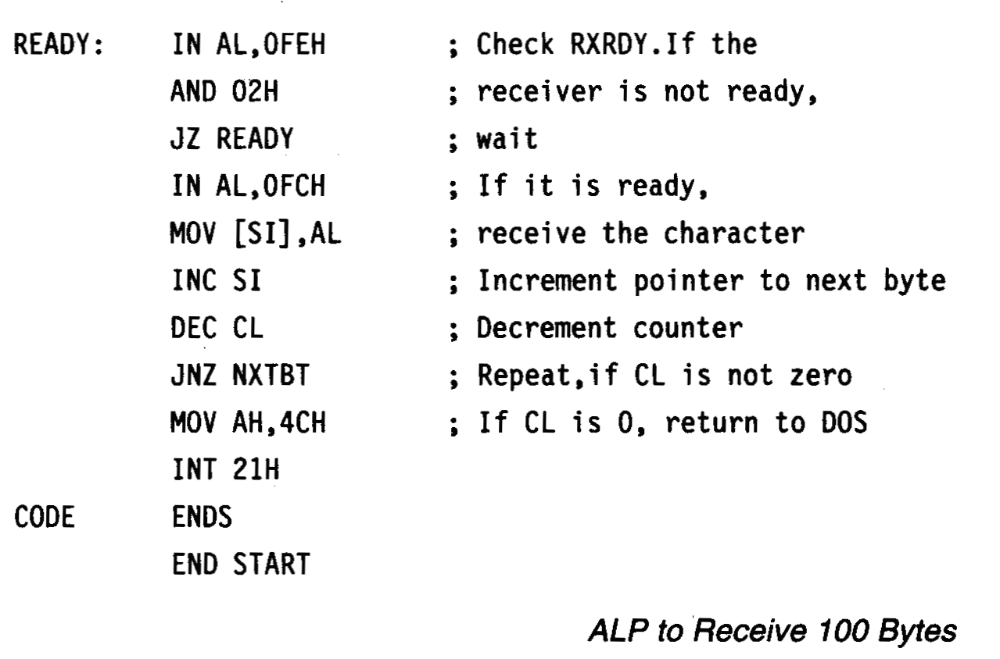 READY: IN AL,0FEH ; Check RXRDY.If the
AND 02H ; receiver is not ready,
JZ READY ; wait
IN AL,0FCH ; If it is ready,
MOV [SI],AL ; receive the character
INC SI ; Increment pointer to next byte
DEC CL ; Decrement counter
JNZ NXTBT ; Repeat,if CL is not zero
MOV AH,4CH ; If CL is 0, return to DOS
INT 21H
CODE ENDS
END START
ALP to Receive 100 Bytes